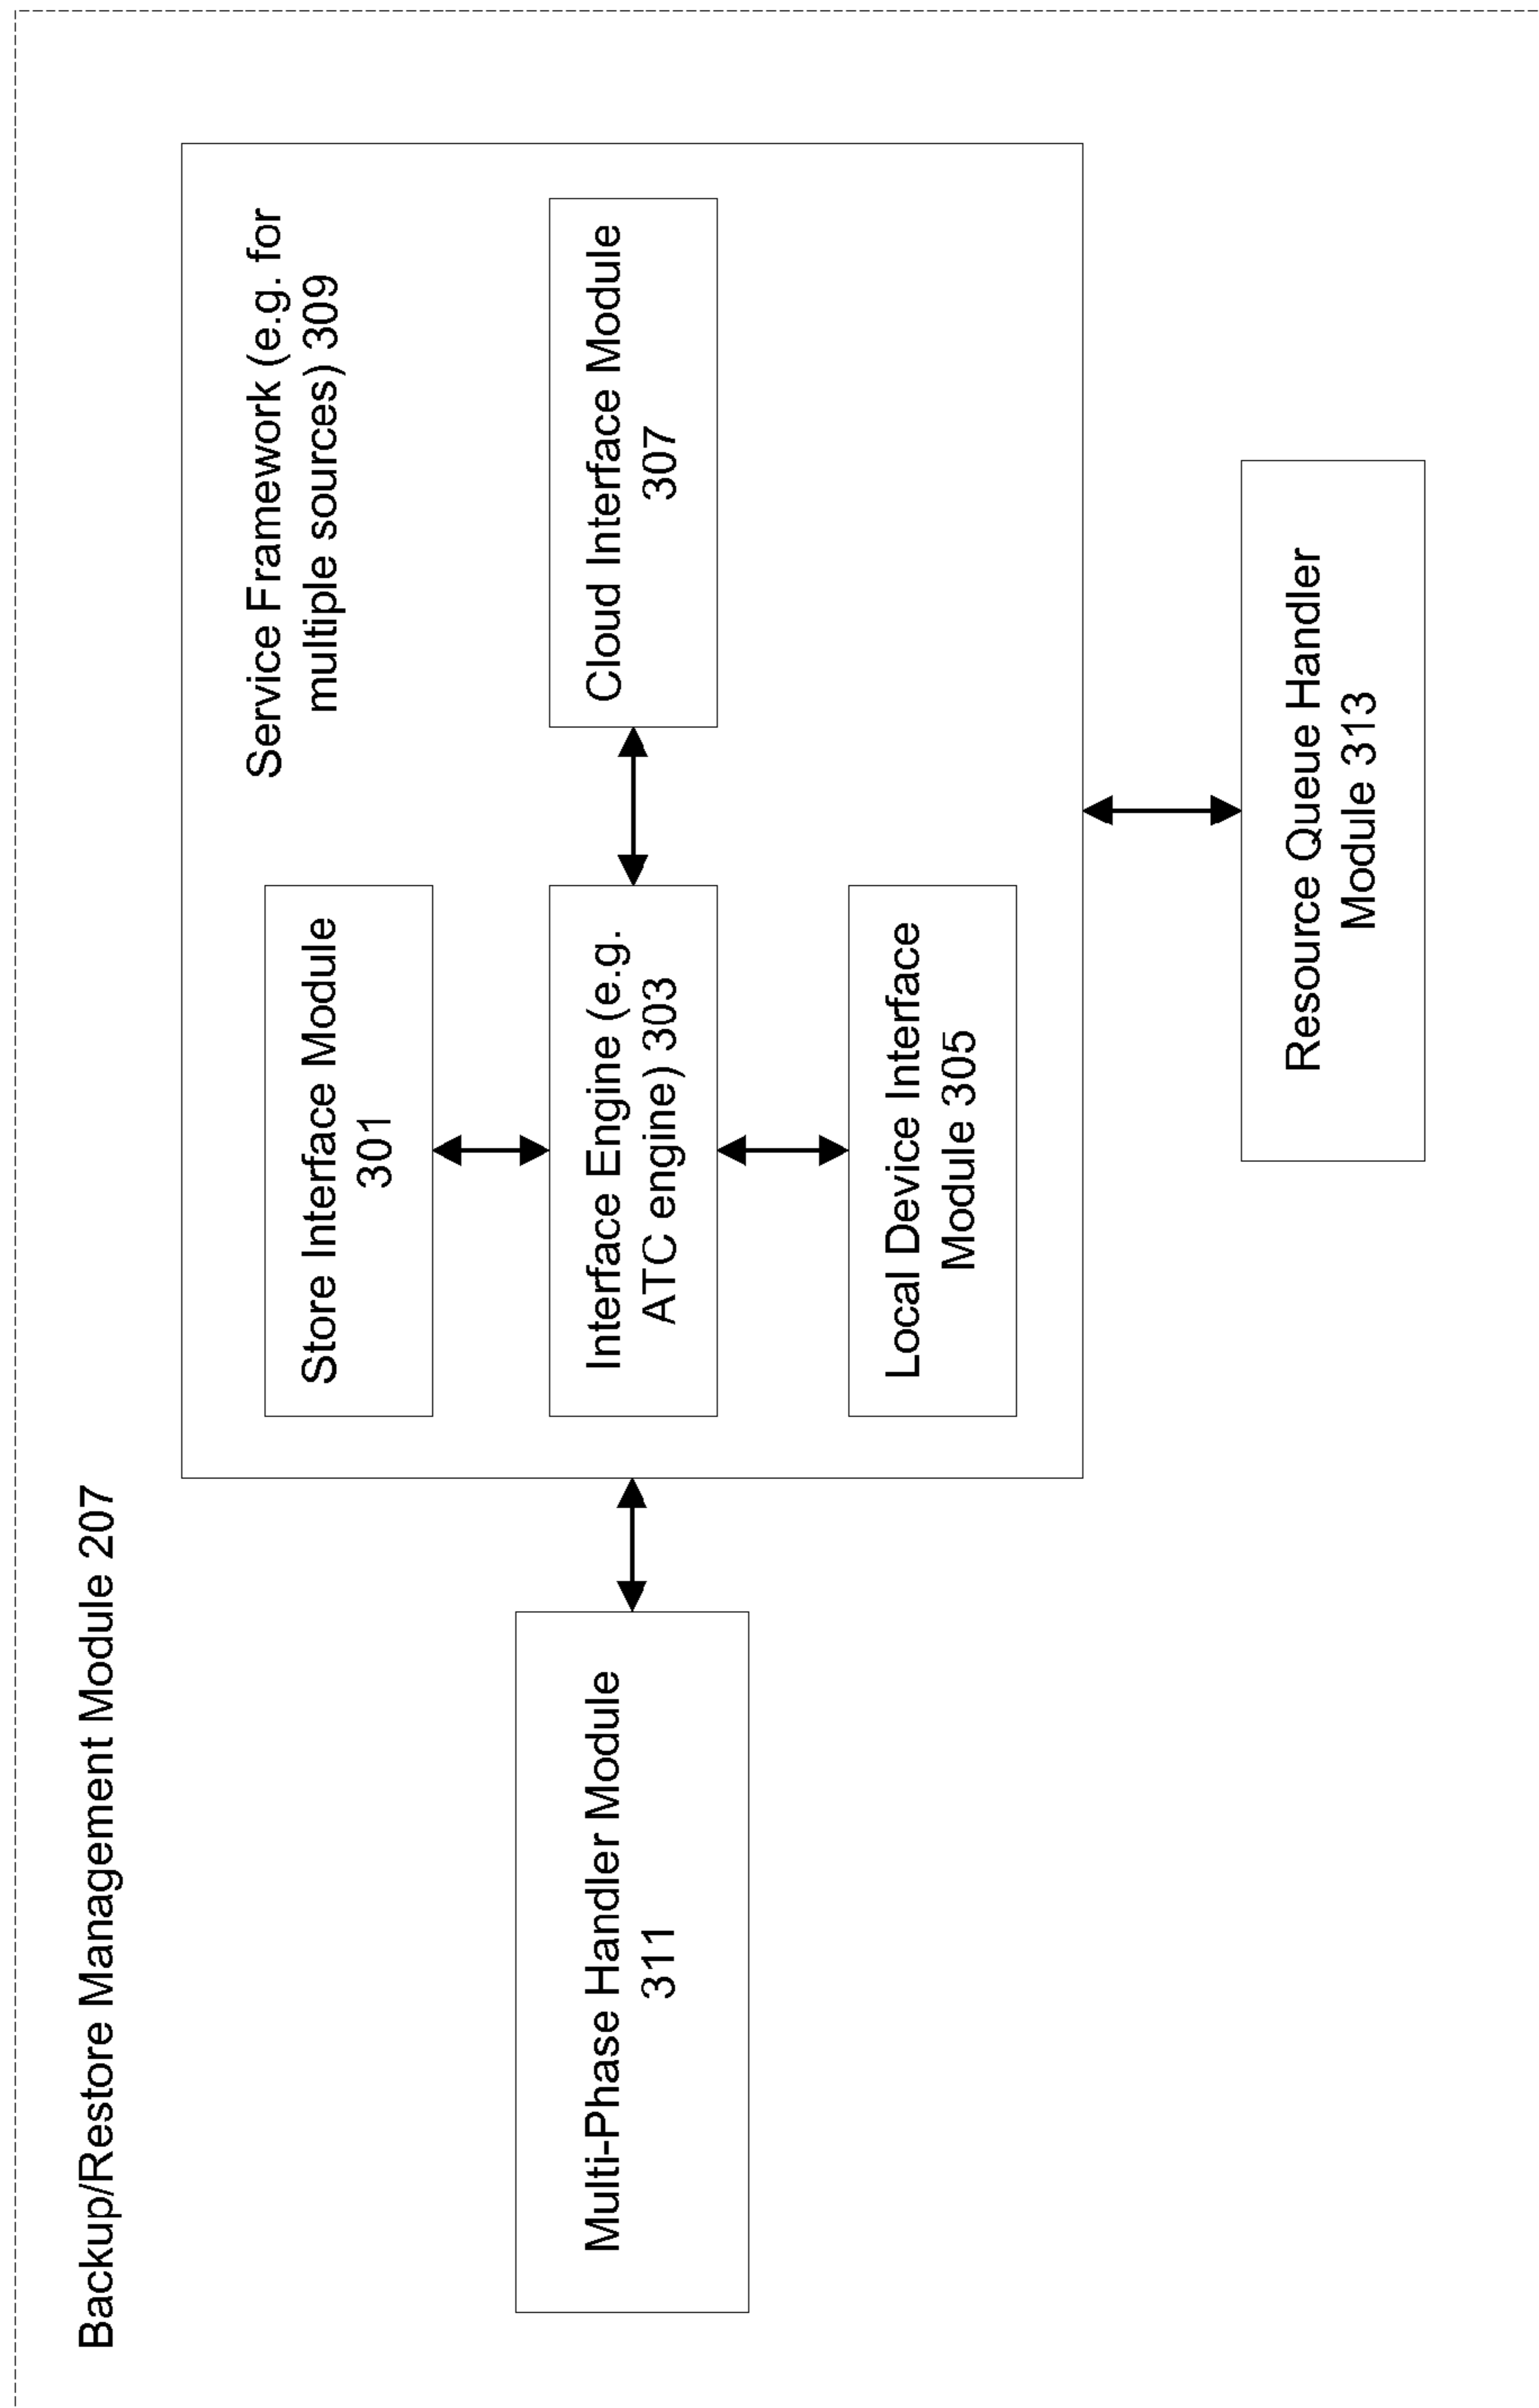 Backup/Restore Management Module 207
Service Framework (e.g. for
multiple sources) 309
Store Interface Module
301
Multi-Phase Handler Module
311
Interface Engine (e.g.
ATC engine) 303
Cloud Interface Module
307
Local Device Interface
Module 305
Resource Queue Handler
Module 313